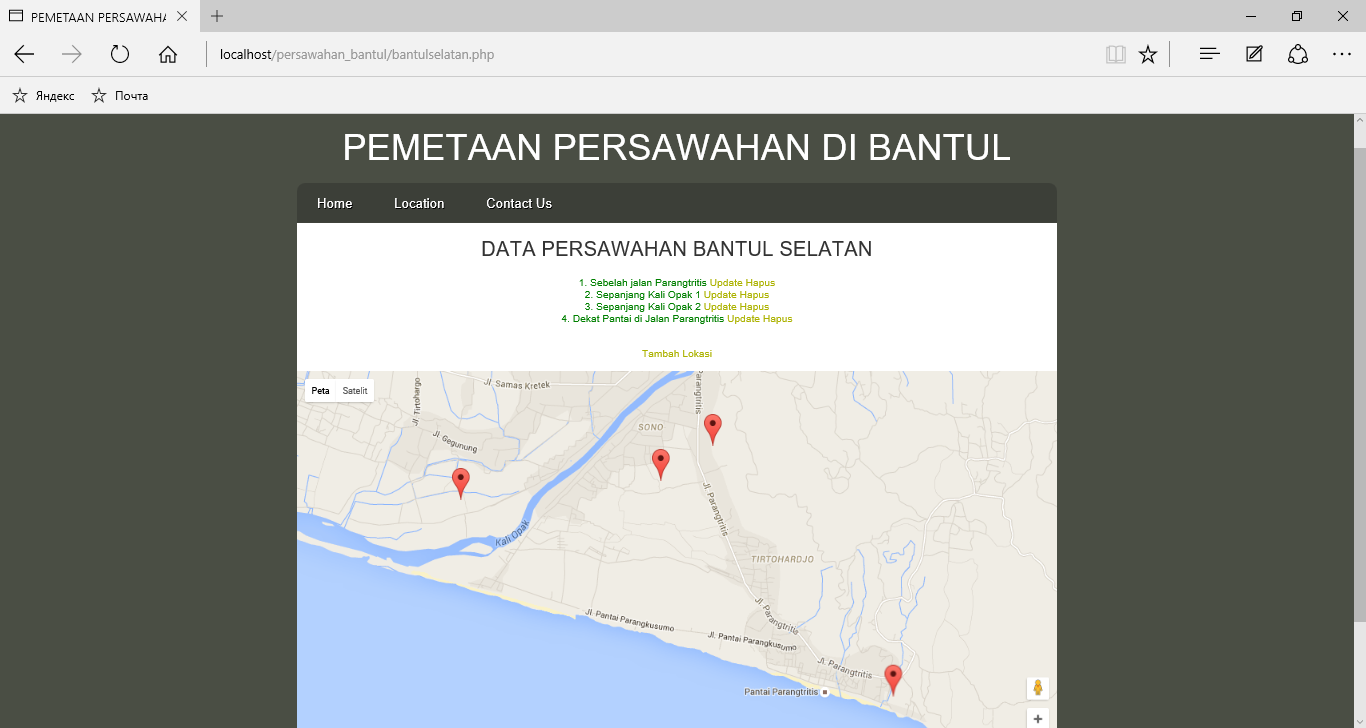 PEMETAAN PERSAWAHA
localhost/persawahan_bantul/bantulselatan.php
Яндекс Почта
PEMETAAN PERSAWAHAN DI BANTUL
Home Location Contact Us
DATA PERSAWAHAN BANTUL SELATAN
1. Sebelah jalan Parangtritis Update Hapus
2. Sepanjang Kali Opak 1 Update Hapus
3. Sepanjang Kali Opak 2 Update Hapus
4. Dekat Pantai di Jalan Parangtritis Update Hapus
Tambah Lokasi
Peta Satelit
Jl. Samas Kretek
Parangtritis
Jl. Tirtohargo
SONO
Jl. Gegunung
Jl. Parangtritis
Kali Opak
TIRTOHARDJO
Jl. Parangtritis
Jl. Pantai Parangkusumo
Jl. Pantai Parangkusumo
Jl. Parangtritis
Pantai Parangtritis